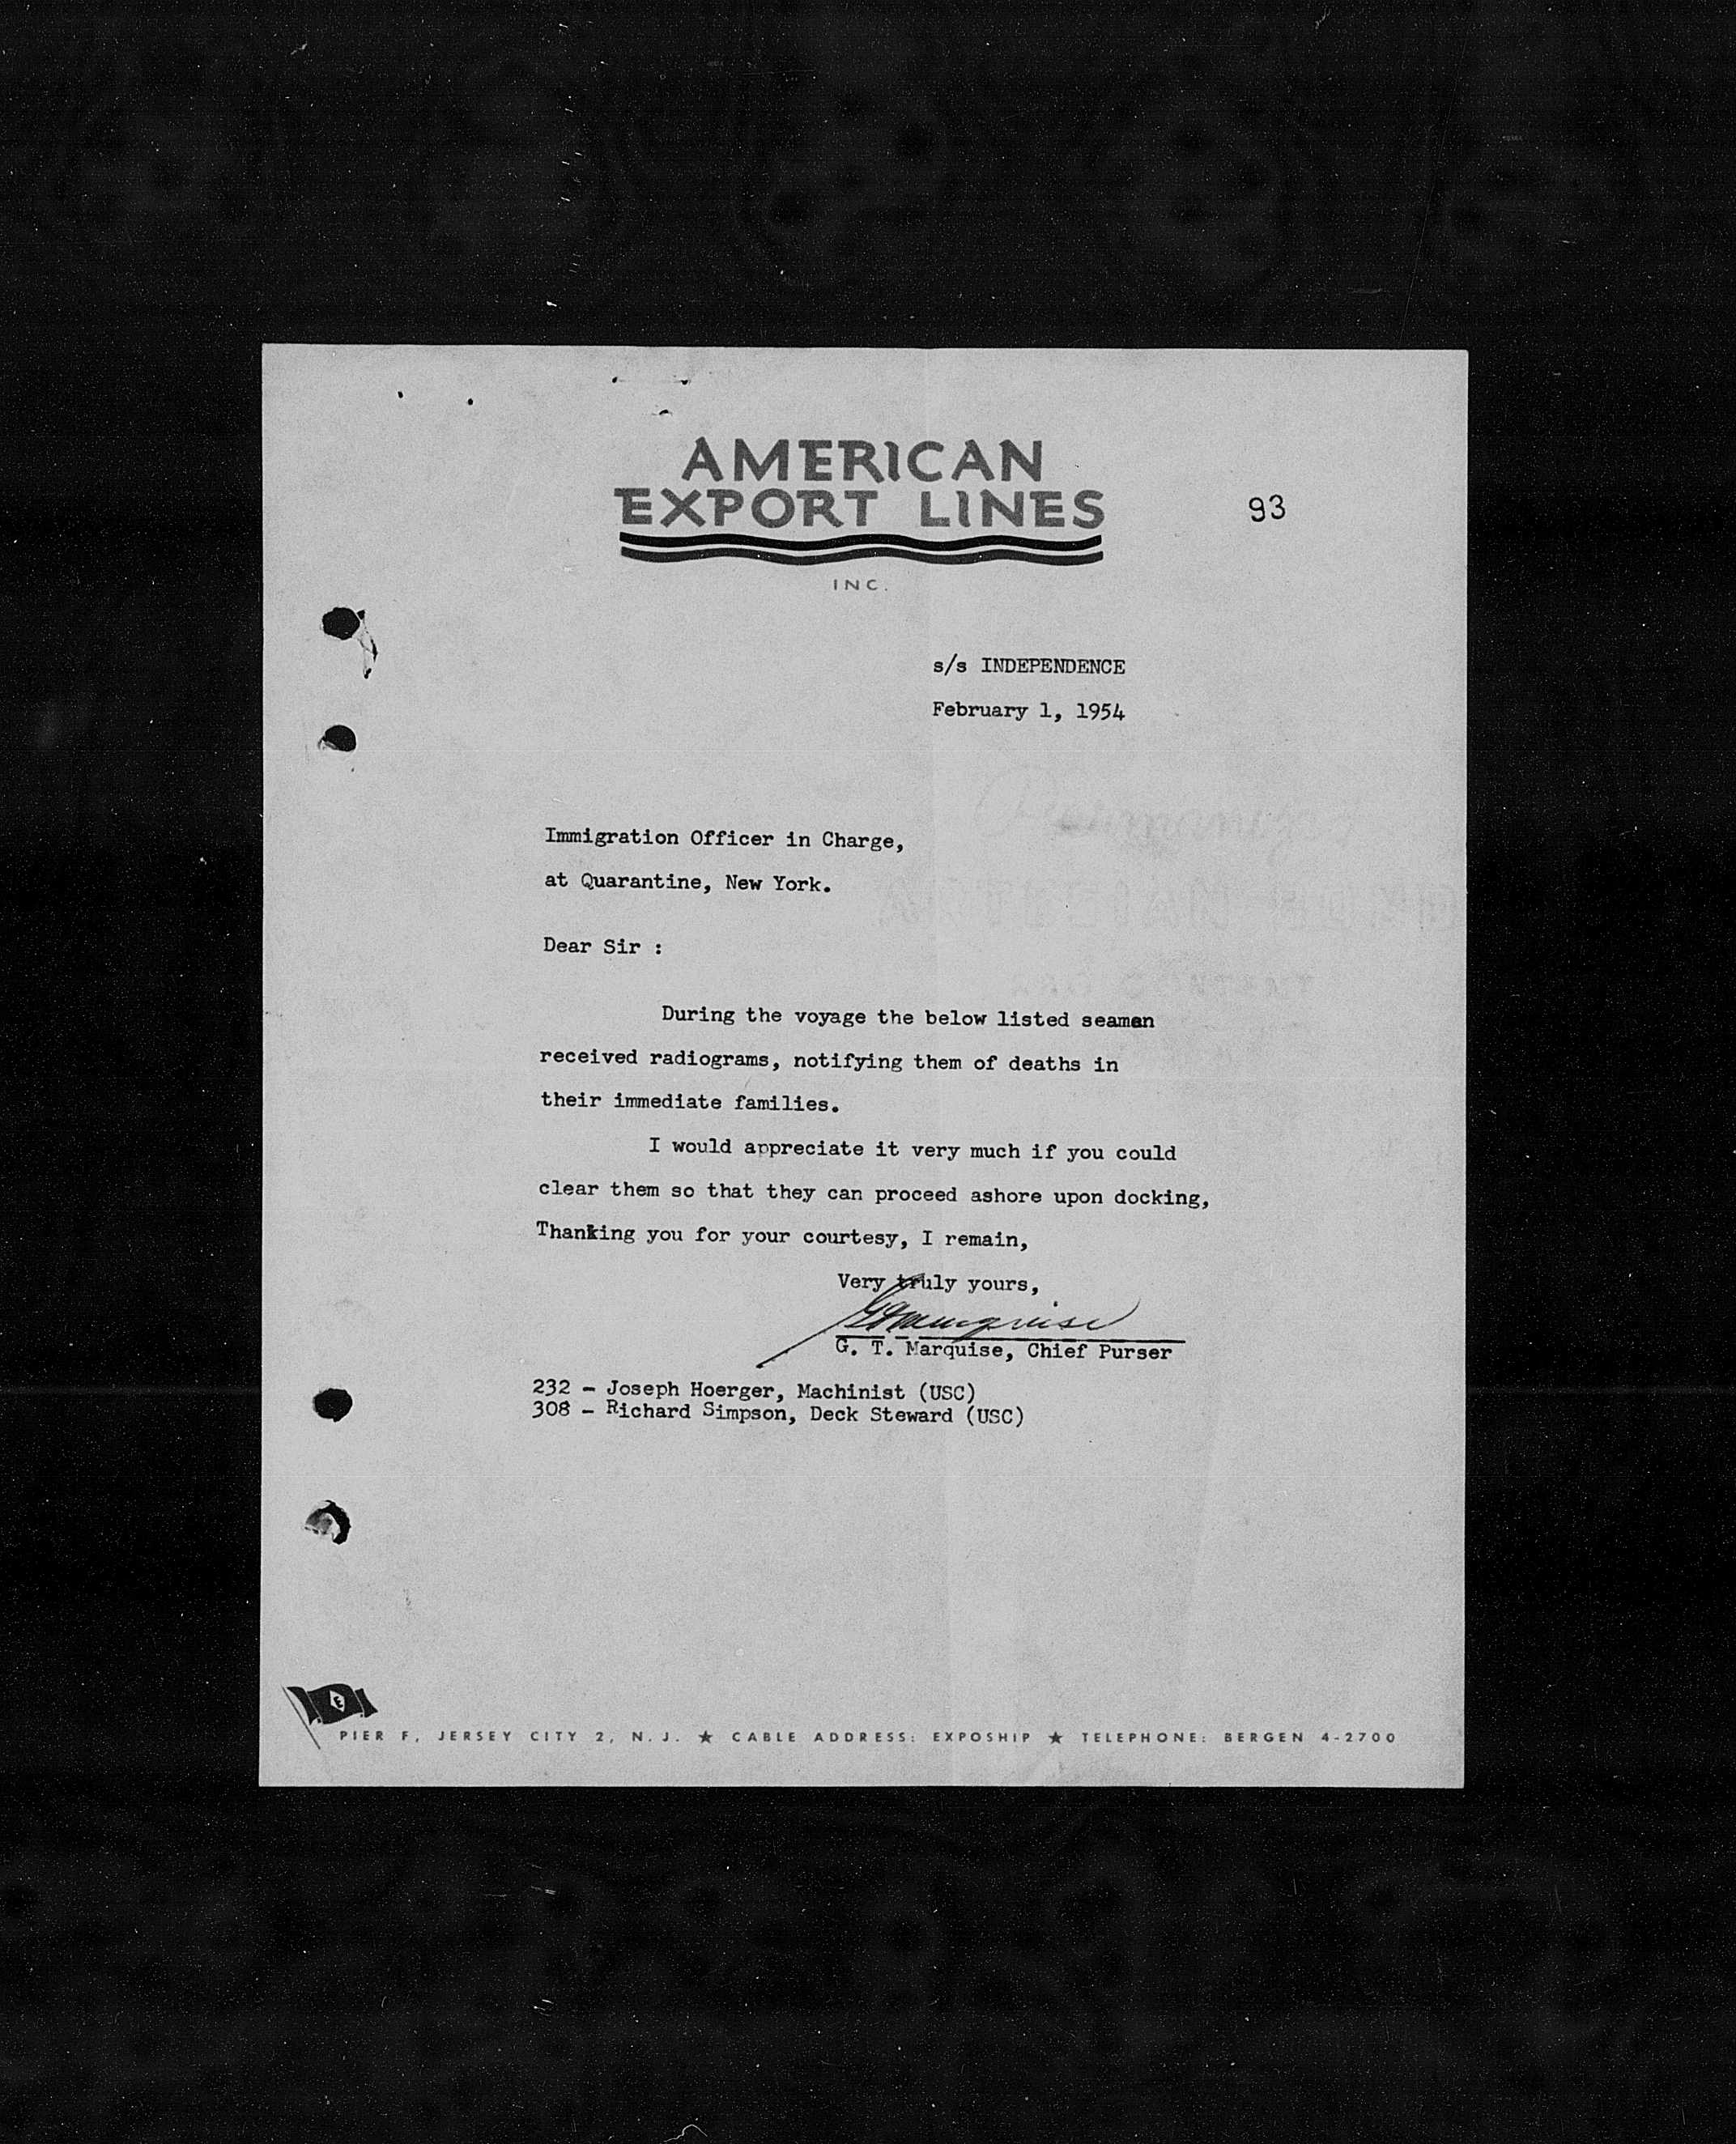 AMERICAN
EXPORT LINES
INC.
93
s/s INDEPENDENCE
February 1, 1954
Immigration Officer in Charge,
at Quarantine, New York.
Dear Sir :
During the voyage the below listed seamen
received radiograms, notifying them of deaths in
their immediate families.
I would appreciate it very much if you could
clear them so that they can proceed ashore upon docking,
Thanking you for your courtesy, I remain,
Very truly yours,
G. T. Marquise, Chief Purser
232 - Joseph Hoerger, Machinist (USC)
308 - Richard Simpson, Deck Steward (USC)
E
PIER F, JERSEY CITY 2, N. J. ★ CABLE ADDRESS: EXPOSHIP ★ TELEPHONE: BERGEN 4-2700